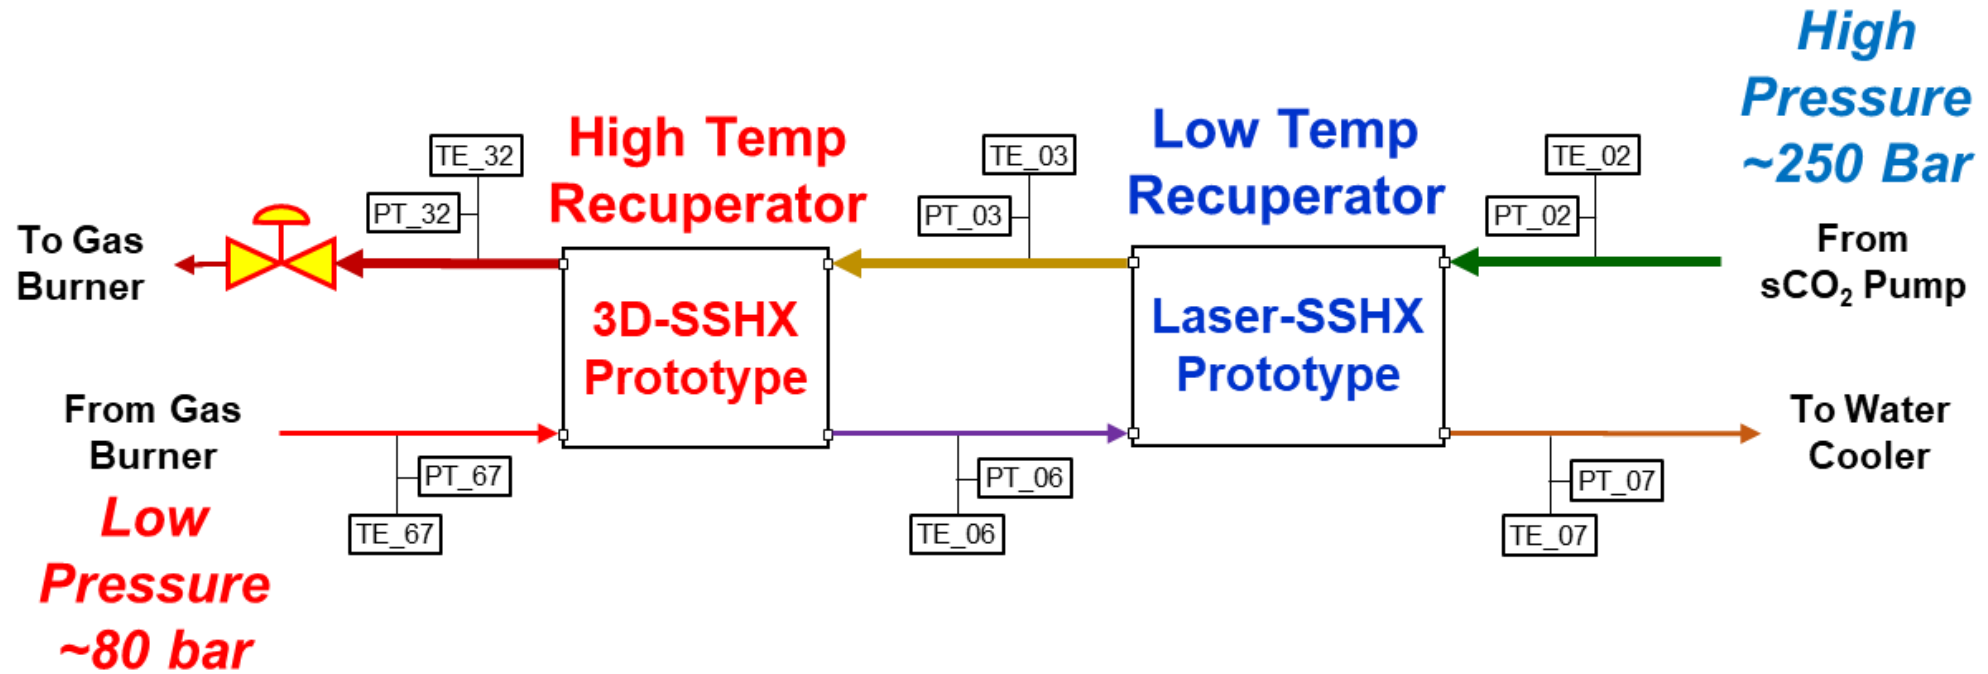 High
Pressure
~250 Bar
High Temp
Recuperator
Low Temp
Recuperator
TE_32
PT_32
TE_03
PT_03
TE_02
PT_02
To Gas
Burner
From
sCO₂ Pump
3D-SSHX
Prototype
Laser-SSHX
Prototype
From Gas
Burner
To Water
Cooler
PT_67
TE_67
PT_06
TE_06
PT_07
TE_07
Low
Pressure
~80 bar